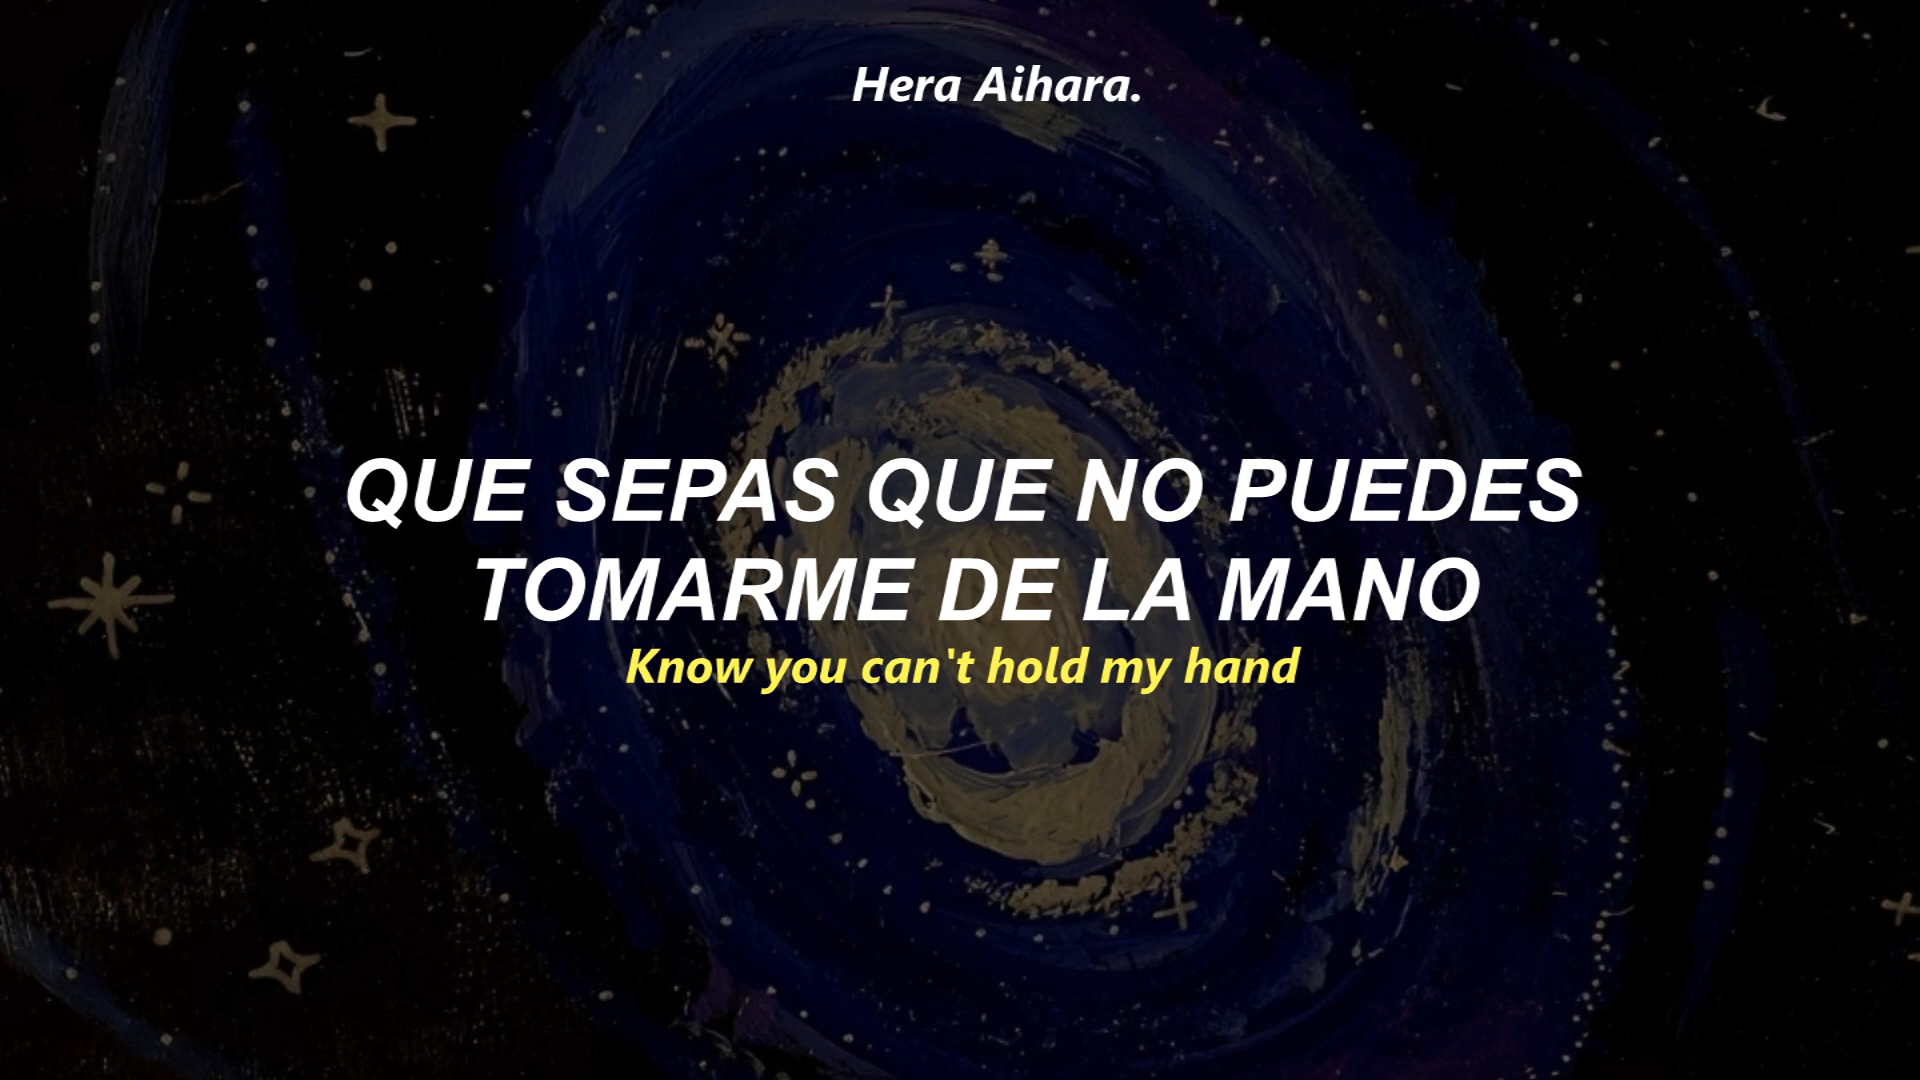 Hera Aihara.
QUE SEPAS QUE NO PUEDES
TOMARME DE LA MANO
Know you can't hold my hand